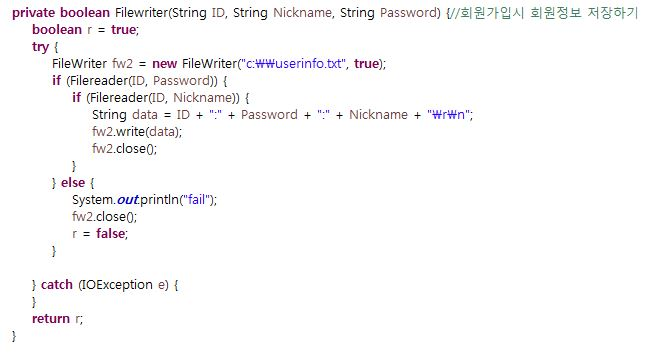 private boolean Filewriter(String ID, String Nickname, String Password) {//회원가입시 회원정보 저장하기
boolean r = true;
try {
FileWriter fw2 = new FileWriter("c:₩₩userinfo.txt", true);
if (Filereader(ID, Password)) {
if (Filereader(ID, Nickname)) {
String data = ID + ":" + Password + ":" + Nickname + "₩r₩n";
fw2.write(data);
fw2.close();
}
} else {
System.out.println("fail");
fw2.close();
r = false;
}
} catch (IOException e) {
}
return r;
}